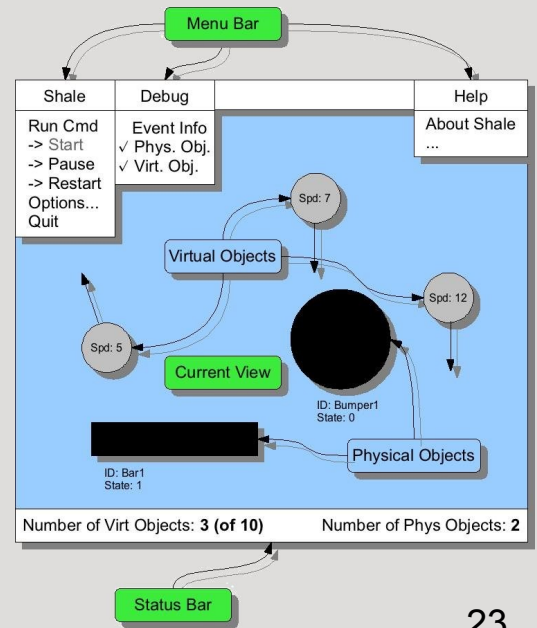 Menu Bar
Shale
Debug
Help
Run Cmd
-> Start
-> Pause
-> Restart
Options...
Quit
Event Info
✓ Phys. Obj.
✓ Virt. Obj.
About Shale
...
Spd: 7
Virtual Objects
Spd: 12
Spd: 5
Current View
ID: Bumper1
State: 0
Physical Objects
ID: Bar1
State: 1
Number of Virt Objects: 3 (of 10)
Number of Phys Objects: 2
Status Bar
23